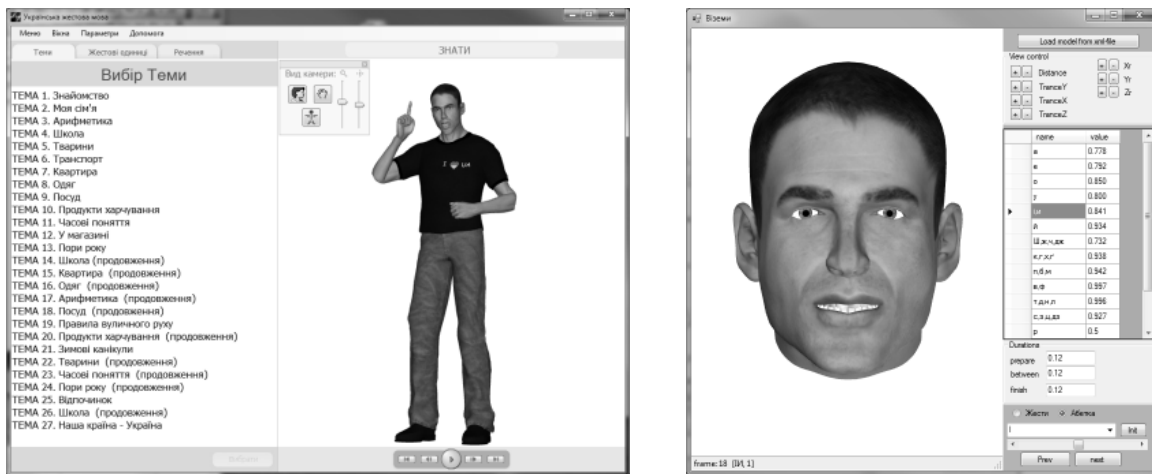 Українська жестова мова
Меню Вікна Параметри Допомога
Теми Жестові одиниці Речення
ЗНАТИ
Вибір Теми
Вид камери:
ТЕМА 1. Знайомство
ТЕМА 2. Моя сім'я
ТЕМА 3. Арифметика
ТЕМА 4. Школа
ТЕМА 5. Тварини
ТЕМА 6. Транспорт
ТЕМА 7. Квартира
ТЕМА 8. Одяг
ТЕМА 9. Посуд
ТЕМА 10. Продукти харчування
ТЕМА 11. Часові поняття
ТЕМА 12. У магазині
ТЕМА 13. Пори року
ТЕМА 14. Школа (продовження)
ТЕМА 15. Квартира (продовження)
ТЕМА 16. Одяг (продовження)
ТЕМА 17. Арифметика (продовження)
ТЕМА 18. Посуд (продовження)
ТЕМА 19. Правила вуличного руху
ТЕМА 20. Продукти харчування (продовження)
ТЕМА 21. Зимові канікули
ТЕМА 22. Тварини (продовження)
ТЕМА 23. Часові поняття (продовження)
ТЕМА 24. Пори року (продовження)
ТЕМА 25. Відпочинок
ТЕМА 26. Школа (продовження)
ТЕМА 27. Наша країна - Україна
Вибрати
I UA
Віземи
Load model from xml-file
View control
Distance Xr
TranceY Yr
TranceX Zr
TranceZ
name value
а 0.778
е 0.792
о 0.850
у 0.800
0.841
й 0.934
Ш,ж,ч,дж 0.732
к,г,х,ґ 0.938
п,б,м 0.942
в,ф 0.997
т,д,н,л 0.996
с,з,ц,дз 0.927
р 0.5
Durations
prepare 0.12
between 0.12
finish 0.12
Жести Абетка
І Init
Prev next
frame: 18 [ІИ, 1]